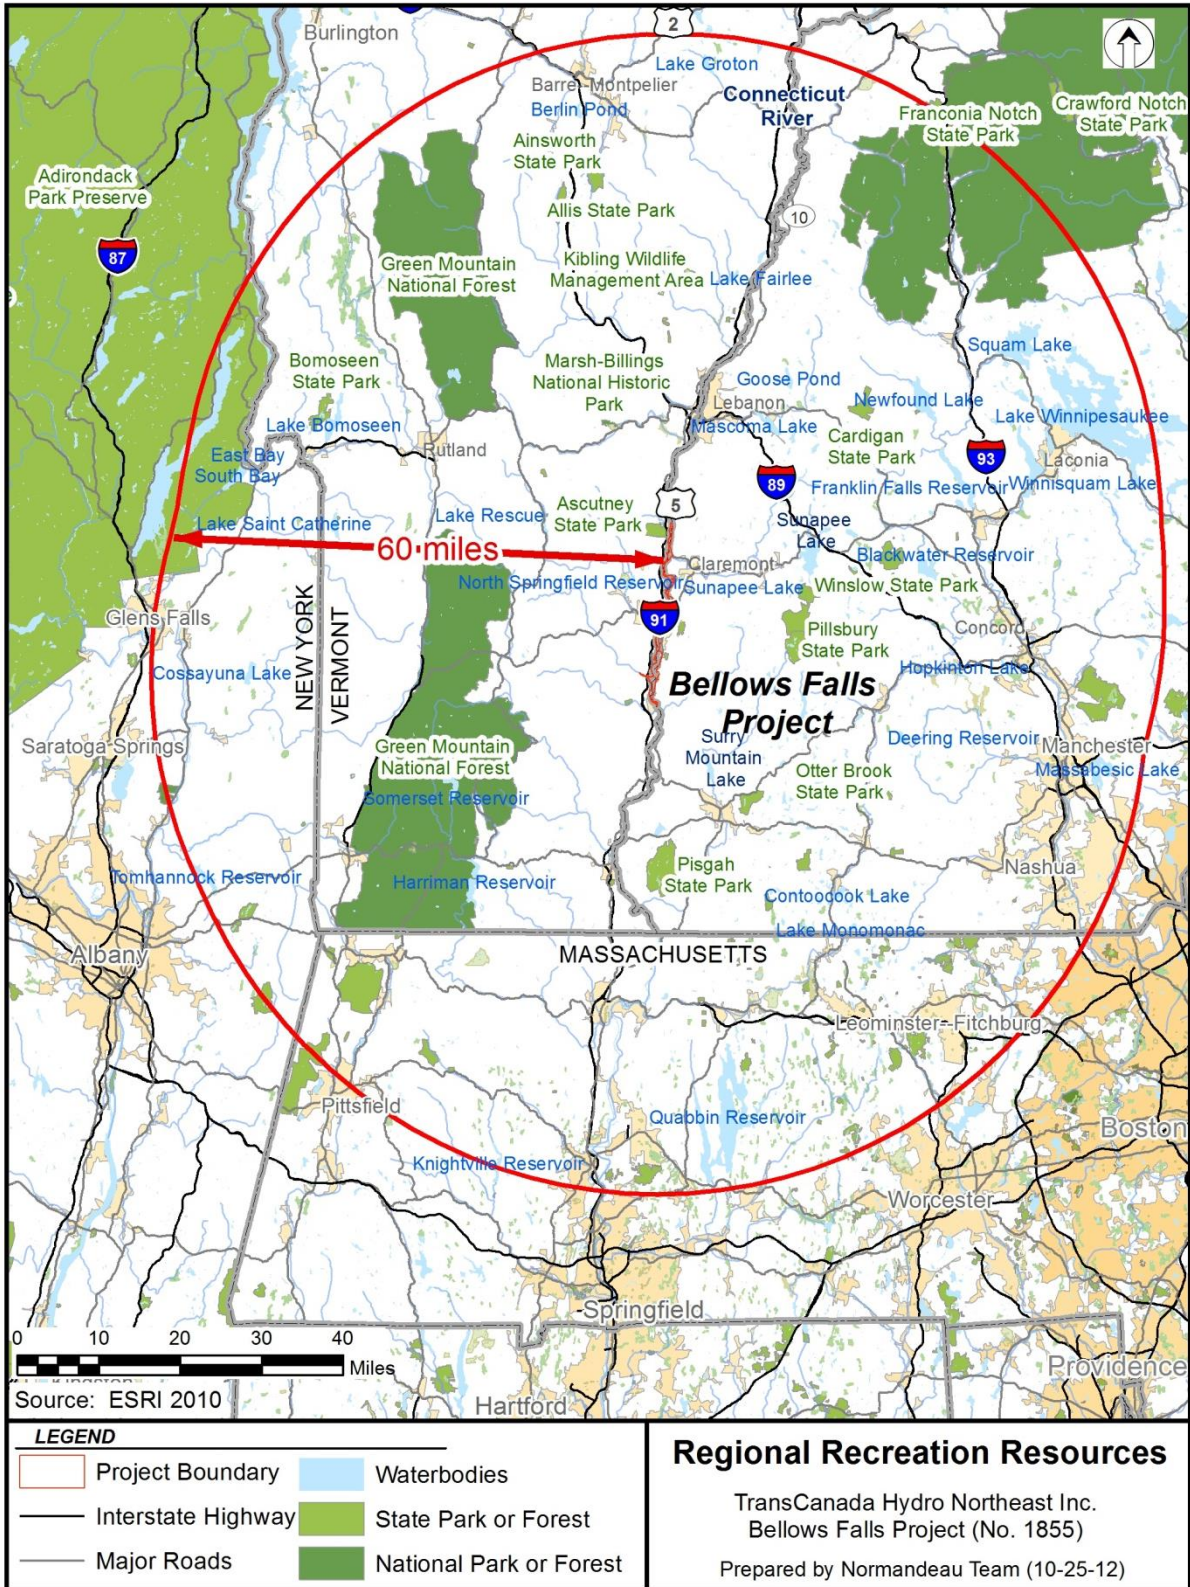 Burlington
2
Lake Groton
Barre--Montpelier
Berlin Pond
Connecticut
River
Franconia Notch
State Park
Crawford Notch
State Park
Ainsworth
State Park
Adirondack
Park Preserve
Allis State Park
10
87
Green Mountain
National Forest
Kibling Wildlife
Management Area
Lake Fairlee
Squam Lake
Bomoseen
State Park
Marsh-Billings
National Historic
Park
Goose Pond
Lebanon
Newfound Lake
Lake Winnipesaukee
Lake Bomoseen
Mascoma Lake
Rutland
Cardigan
State Park
East Bay
South Bay
93
Laconia
89
Franklin Falls Reservoir
Winnisquam Lake
5
Ascutney
State Park
Lake Rescue
Lake Saint Catherine
Sunapee
Lake
60 miles
Blackwater Reservoir
Claremont
North Springfield Reservoir
Sunapee Lake
Winslow State Park
NEW YORK
VERMONT
Glens Falls
91
Pillsbury
State Park
Concord
Cossayuna Lake
Hopkinton Lake
Bellows Falls
Project
Saratoga Springs
Green Mountain
National Forest
Surry
Mountain
Lake
Deering Reservoir
Manchester
Massabesic Lake
Otter Brook
State Park
Somerset Reservoir
Tomhannock Reservoir
Harriman Reservoir
Pisgah
State Park
Nashua
Contoocook Lake
Lake Monomonac
Albany
MASSACHUSETTS
Leominster--Fitchburg
Pittsfield
Quabbin Reservoir
Boston
Knightville Reservoir
Worcester
Springfield
0 10 20 30 40
Miles
Providence
Source: ESRI 2010
Hartford
LEGEND
Project Boundary
Interstate Highway
Major Roads
Waterbodies
State Park or Forest
National Park or Forest
Regional Recreation Resources
TransCanada Hydro Northeast Inc.
Bellows Falls Project (No. 1855)
Prepared by Normandeau Team (10-25-12)